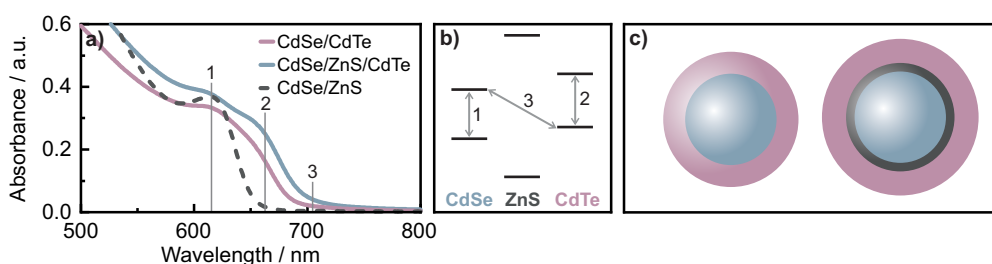 a)
Absorbance / a.u.
0.6
0.4
0.2
0.0
500
600
700
800
Wavelength / nm
CdSe/CdTe
CdSe/ZnS/CdTe
CdSe/ZnS
1
2
3
b)
1
3
2
CdSe ZnS CdTe
c)